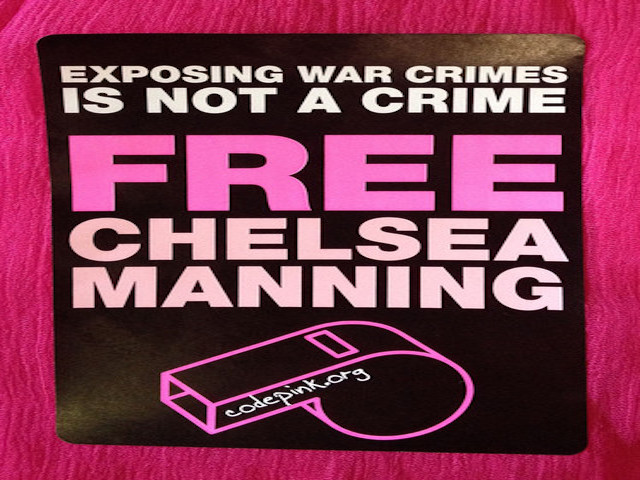 EXPOSING WAR CRIMES
IS NOT A CRIME
FREE
CHELSEA
MANNING
codepink.org